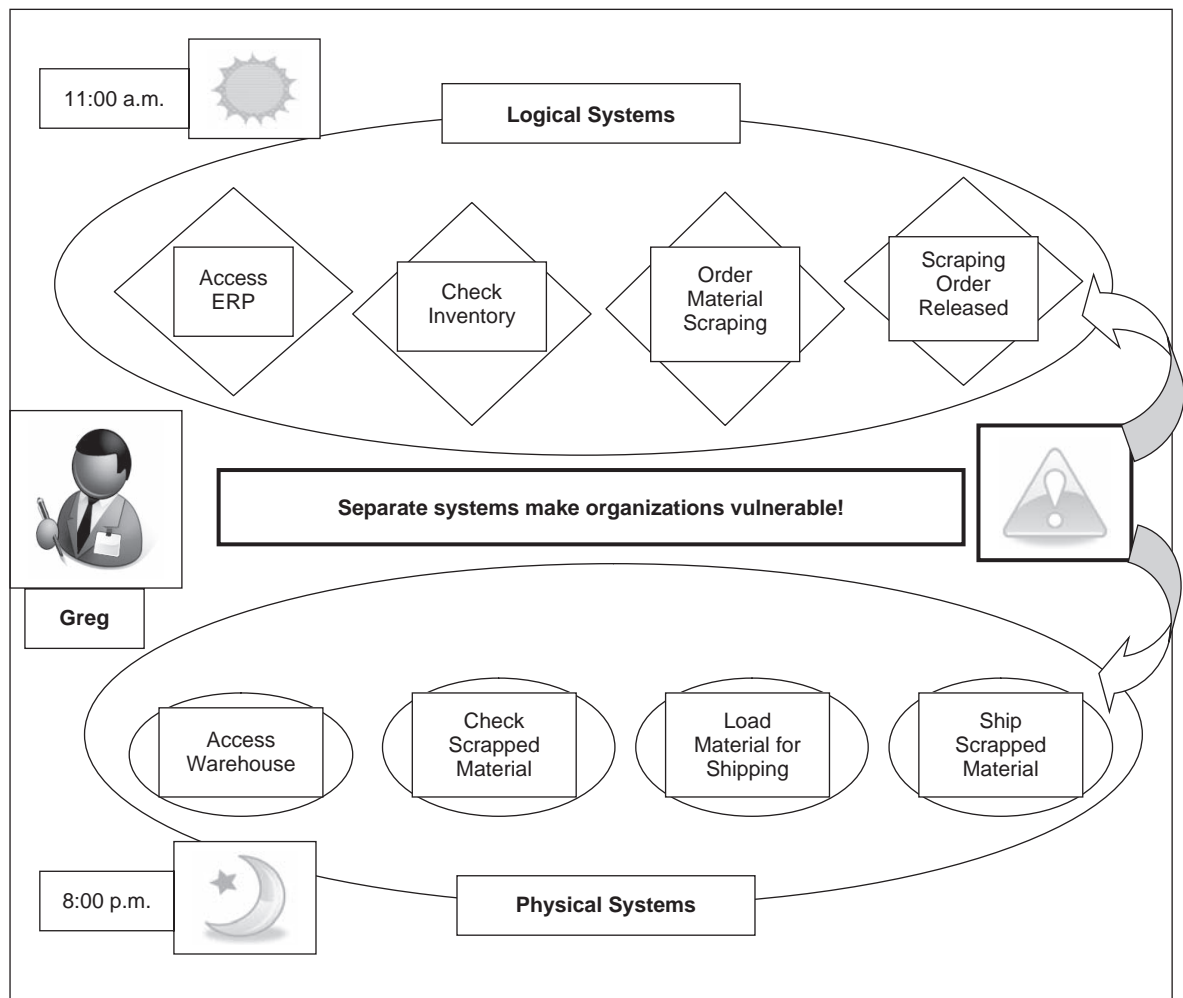 11:00 a.m.
Logical Systems
Access
ERP
Check
Inventory
Order
Material
Scraping
Scraping
Order
Released
Separate systems make organizations vulnerable!
Greg
Access
Warehouse
Check
Scrapped
Material
Load
Material for
Shipping
Ship
Scrapped
Material
8:00 p.m.
Physical Systems